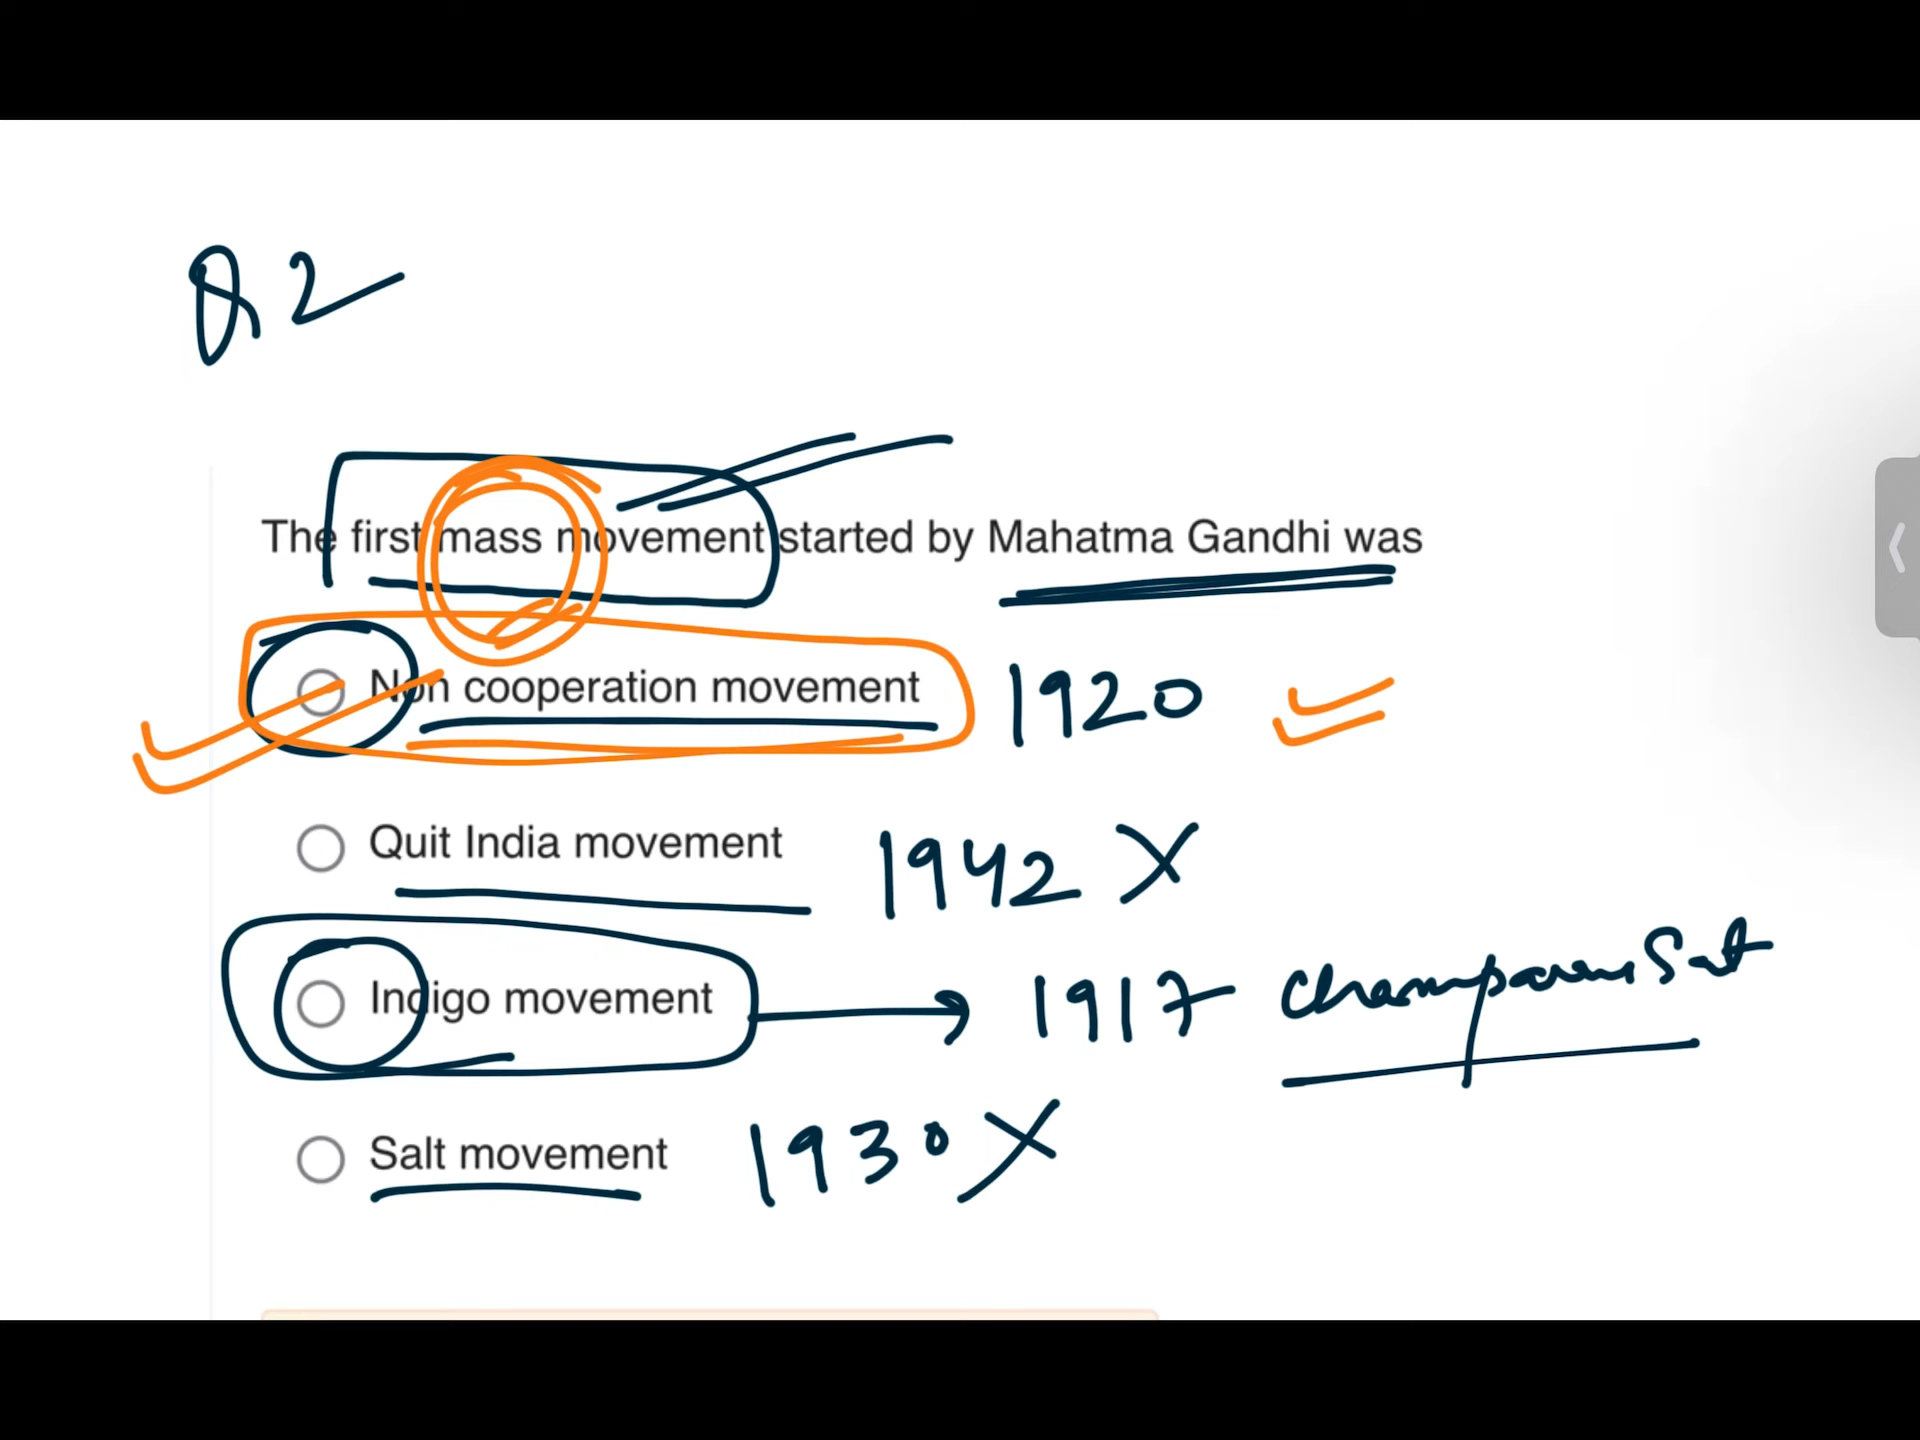 Q2
The first mass movement started by Mahatma Gandhi was
Non cooperation movement 1920
Quit India movement 1942 X
Indigo movement → 1917 Champaran Sat
Salt movement 1930 X